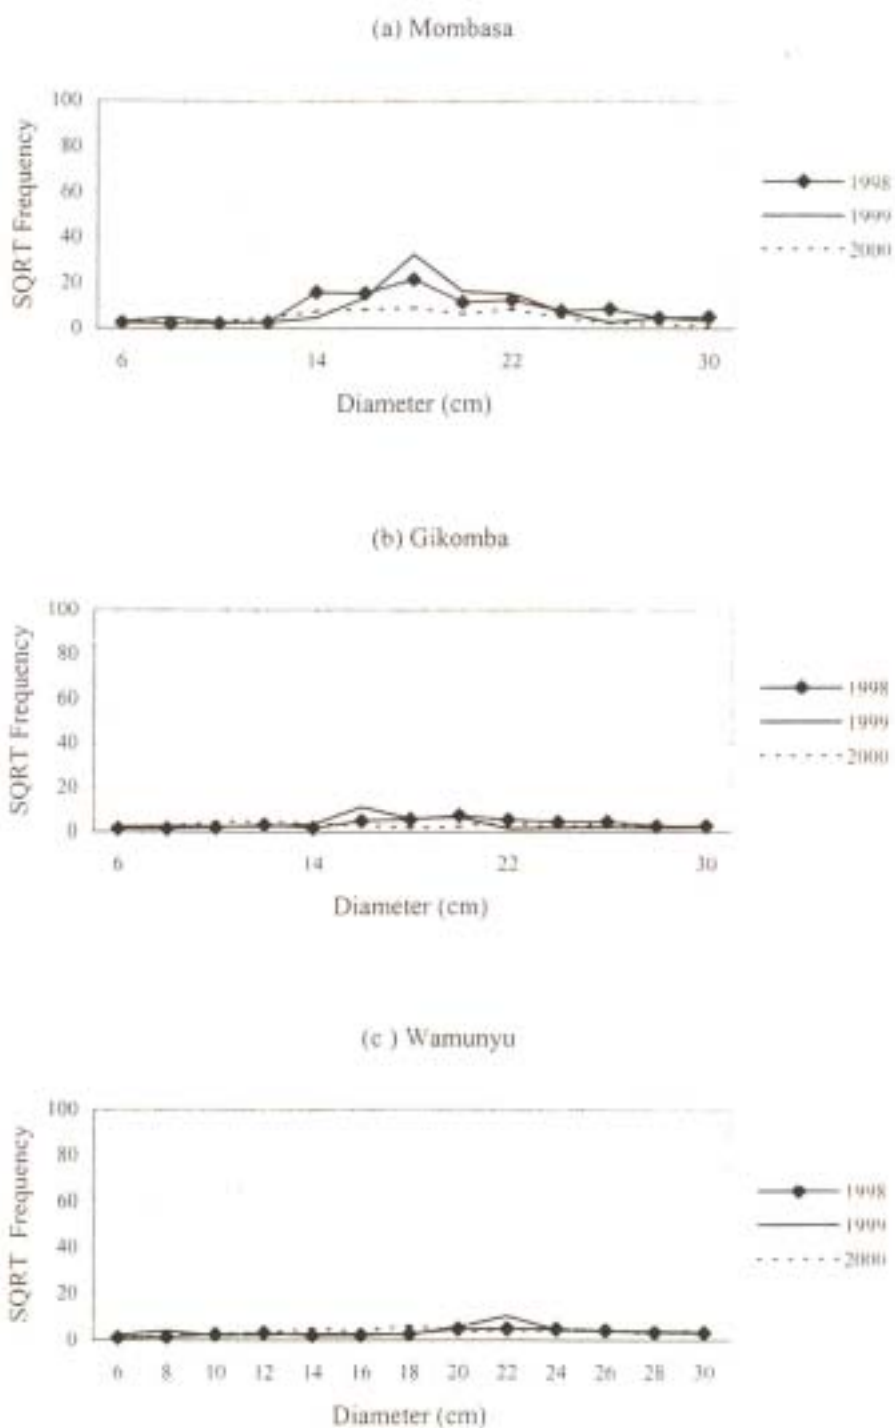 (a) Mombasa
100
80
60
40
20
0
SQRT Frequency
6 14 22 30
Diameter (cm)
1998
1999
2000
(b) Gikomba
100
80
60
40
20
0
SQRT Frequency
6 14 22 30
Diameter (cm)
1998
1999
2000
(c ) Wamunyu
100
80
60
40
20
0
SQRT Frequency
6 8 10 12 14 16 18 20 22 24 26 28 30
Diameter (cm)
1998
1999
2000